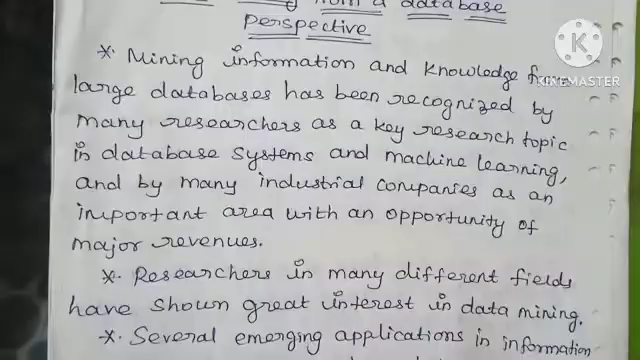 from a database
Perspective
*. Mining information and knowledge from
large databases has been recognized by
many researchers as a key research topic
in database systems and machine learning,
and by many industrial companies as an
important area with an opportunity of
major revenues.
*. Researchers in many different fields
have shown great interest in data mining.
*. Several emerging applications in information
KINEMASTER